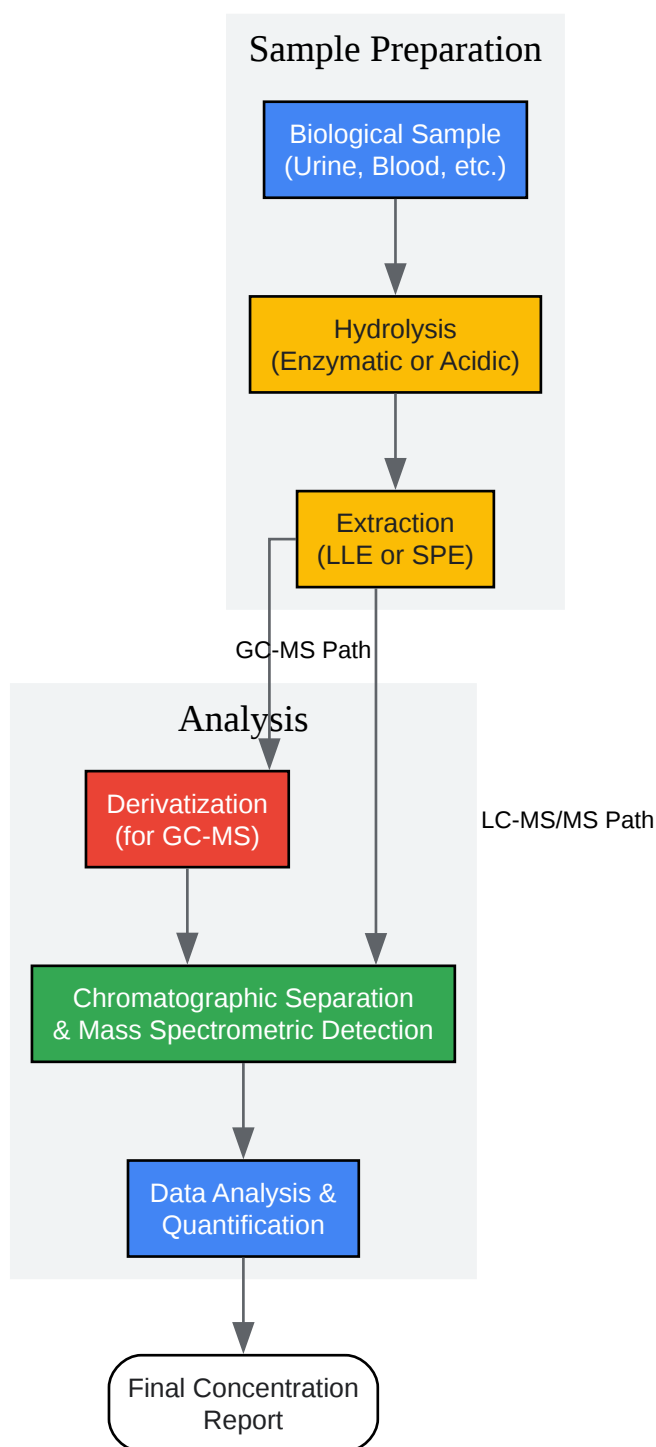 Sample Preparation
Biological Sample
(Urine, Blood, etc.)
Hydrolysis
(Enzymatic or Acidic)
Extraction
(LLE or SPE)
GC-MS Path
Analysis
Derivatization
(for GC-MS)
LC-MS/MS Path
Chromatographic Separation
& Mass Spectrometric Detection
Data Analysis &
Quantification
Final Concentration
Report